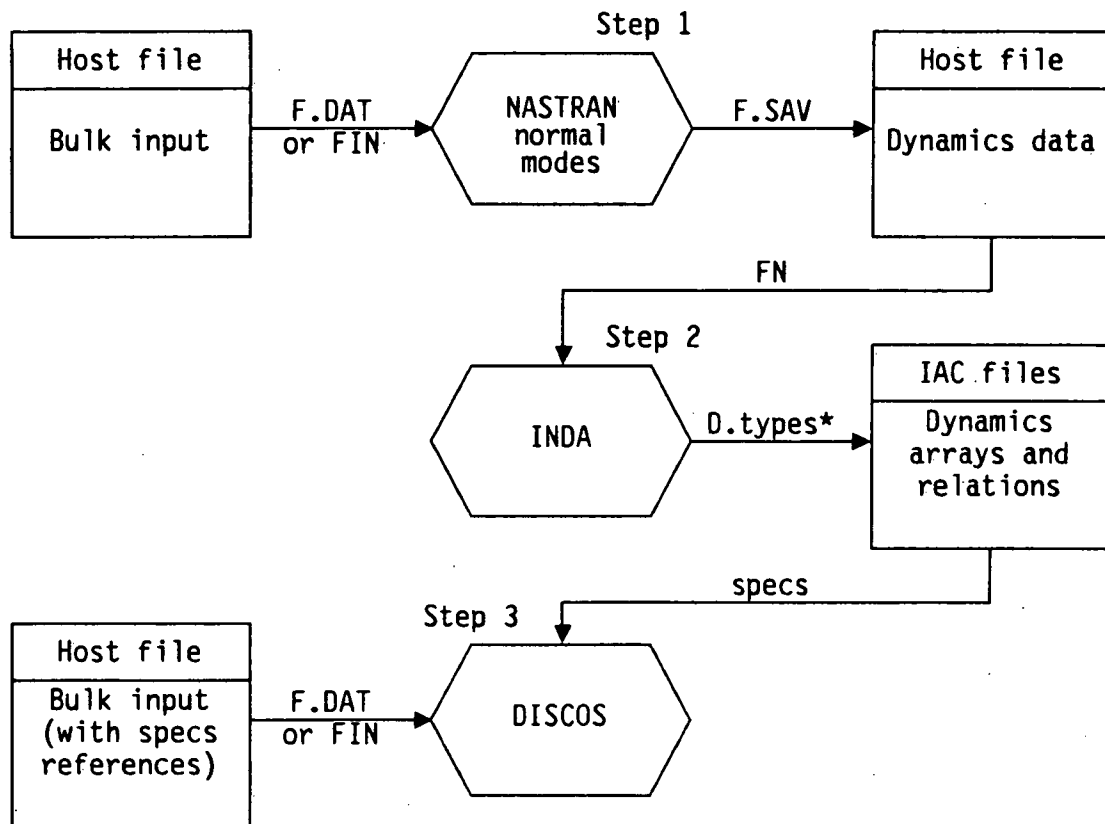 Step 1
Host file
Bulk input
F.DAT
or FIN
NASTRAN
normal
modes
F.SAV
Host file
Dynamics data
FN
Step 2
INDA
D.types*
IAC files
Dynamics
arrays and
relations
specs
Step 3
Host file
Bulk input
(with specs
references)
F.DAT
or FIN
DISCOS